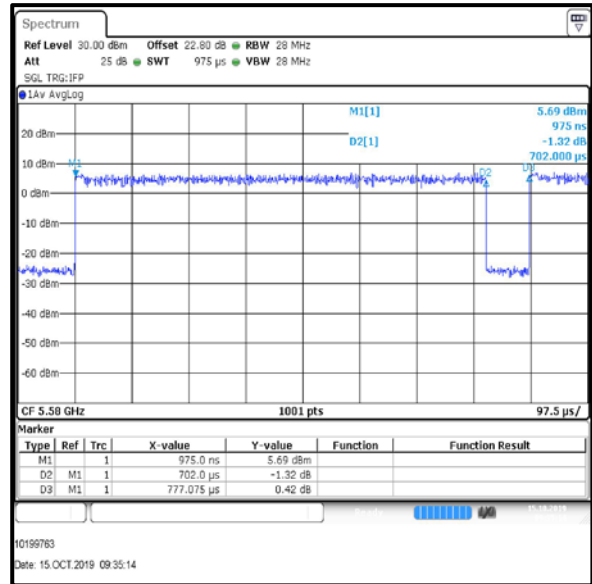 Spectrum
Ref Level 30.00 dBm Offset 22.80 dB RBW 28 MHz
Att 25 dB SWT 975 µs VBW 28 MHz
SGL TRG:IFP
1Av AvgLog
M1[1] 5.69 dBm
975 ns
20 dBm
D2[1] -1.32 dB
702.000 µs
10 dBm
M1
D2
0 dBm
-10 dBm
-20 dBm
-30 dBm
-40 dBm
-50 dBm
-60 dBm
CF 5.58 GHz 1001 pts 97.5 µs/
Marker
Type Ref Trc X-value Y-value Function Function Result
M1 1 975.0 ns 5.69 dBm
D2 M1 1 702.0 µs -1.32 dB
D3 M1 1 777.075 µs 0.42 dB
10199763
Date: 15.OCT.2019 09:35:14